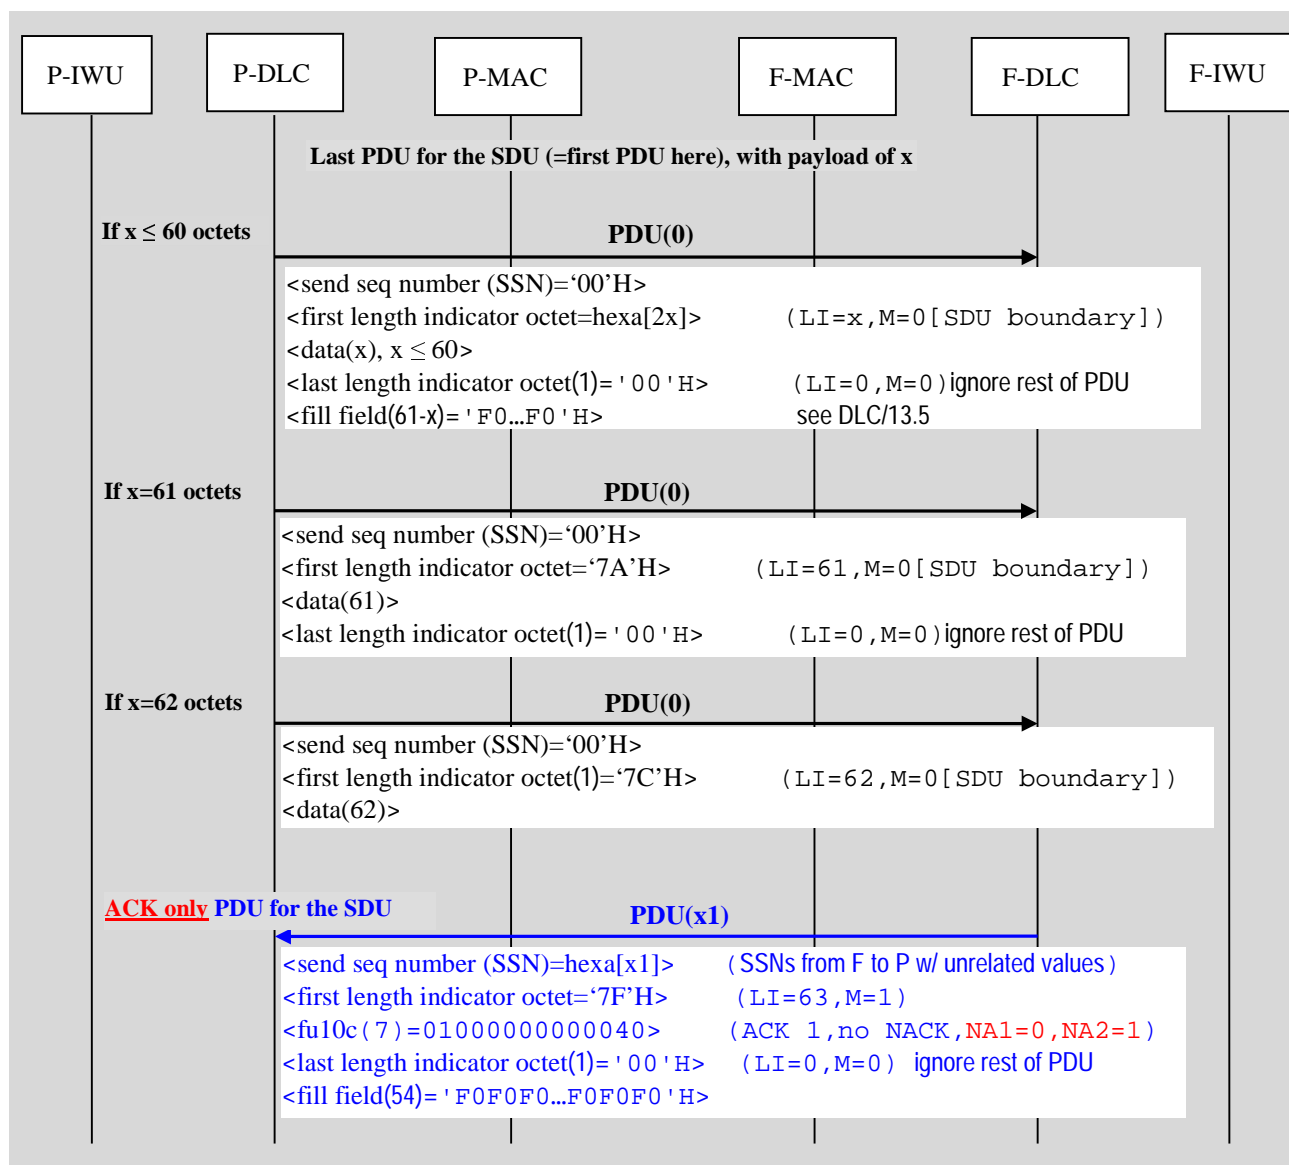 P-IWU P-DLC P-MAC F-MAC F-DLC F-IWU
Last PDU for the SDU (=first PDU here), with payload of x
If x ≤ 60 octets PDU(0)
<send seq number (SSN)=‘00’H>
<first length indicator octet=hexa[2x]> (LI=x,M=0[SDU boundary])
<data(x), x ≤ 60>
<last length indicator octet(1)='00'H> (LI=0,M=0)ignore rest of PDU
<fill field(61-x)='F0…F0'H> see DLC/13.5
If x=61 octets PDU(0)
<send seq number (SSN)=‘00’H>
<first length indicator octet=‘7A’H> (LI=61,M=0[SDU boundary])
<data(61)>
<last length indicator octet(1)='00'H> (LI=0,M=0)ignore rest of PDU
If x=62 octets PDU(0)
<send seq number (SSN)=‘00’H>
<first length indicator octet(1)=‘7C’H> (LI=62,M=0[SDU boundary])
<data(62)>
ACK only PDU for the SDU PDU(x1)
<send seq number (SSN)=hexa[x1]> (SSNs from F to P w/ unrelated values)
<first length indicator octet=‘7F’H> (LI=63,M=1)
<fu10c(7)=01000000000040> (ACK 1,no NACK,NA1=0,NA2=1)
<last length indicator octet(1)='00'H> (LI=0,M=0) ignore rest of PDU
<fill field(54)='F0F0F0…F0F0F0'H>